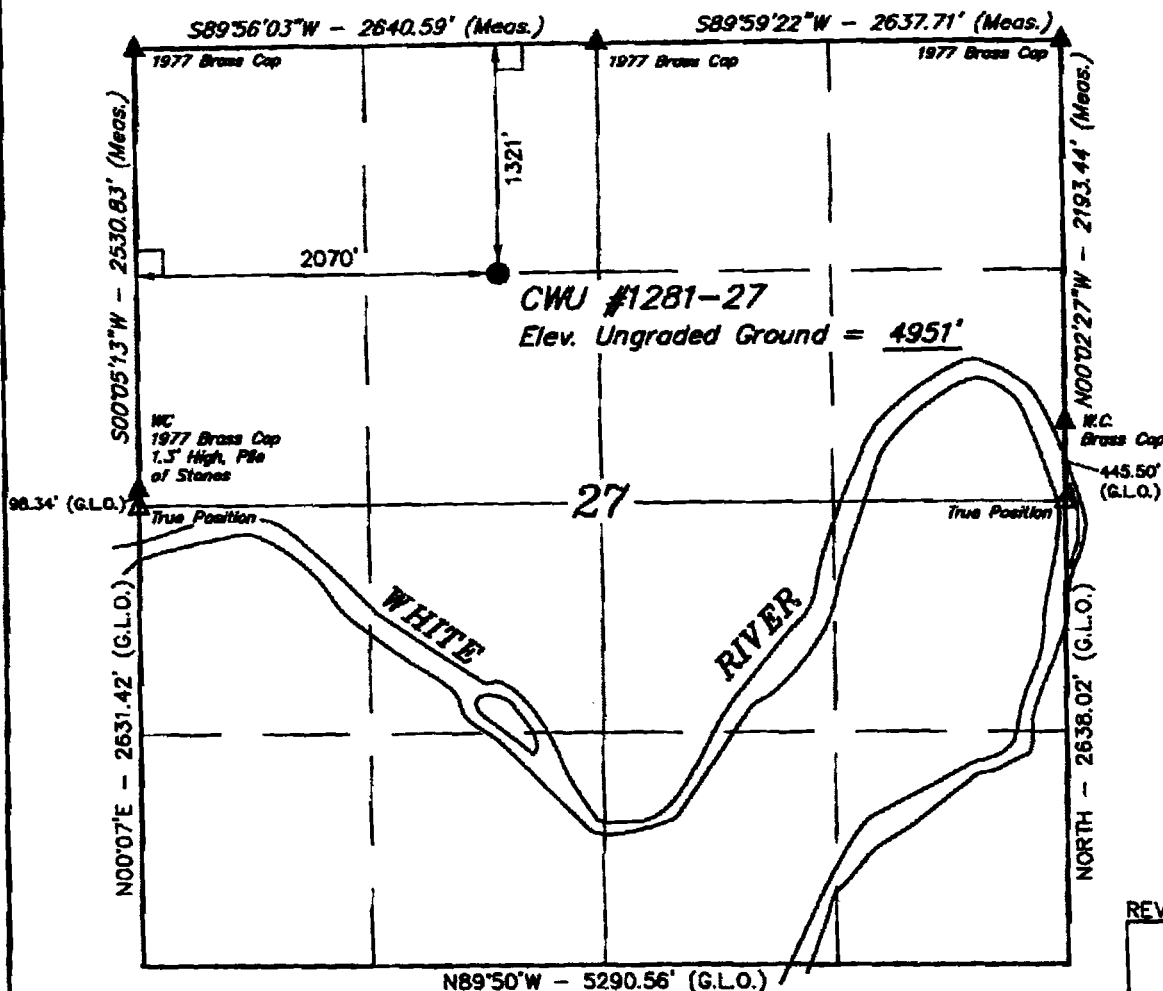 S89°56'03"W - 2640.59' (Meas.)
S89°59'22"W - 2637.71' (Meas.)
1977 Brass Cap
1977 Brass Cap
1977 Brass Cap
S00°05'13"W - 2530.83' (Meas.)
1321'
N00°02'27"W - 2193.44' (Meas.)
2070'
CWU #1281-27
Elev. Ungraded Ground = 4951'
WC
1977 Brass Cap
1.3' High, Pile
of Stones
W.C.
Brass Cap
98.34' (G.L.O.)
True Position
27
True Position
445.50'
(G.L.O.)
WHITE
RIVER
N00°07'E - 2631.42' (G.L.O.)
NORTH - 2638.02' (G.L.O.)
REV
N89°50'W - 5290.56' (G.L.O.)